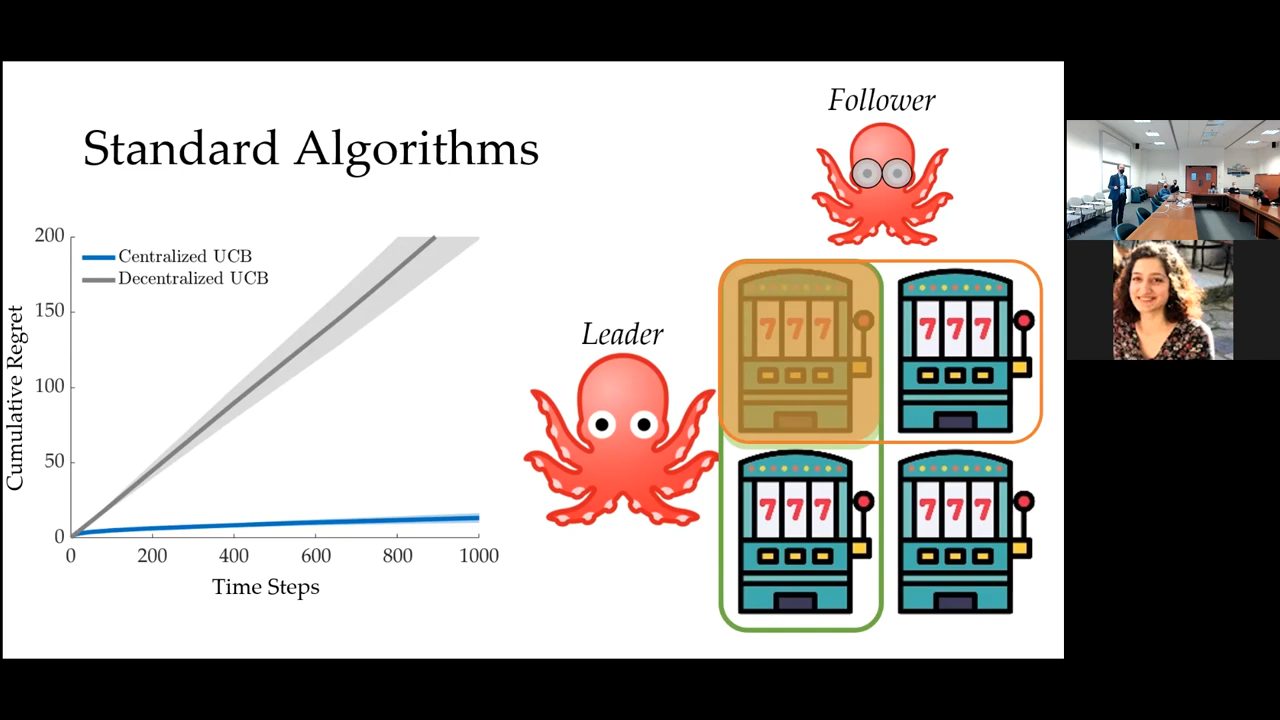 Standard Algorithms
Follower
Leader
Centralized UCB
Decentralized UCB
Cumulative Regret
200
150
100
50
0
0 200 400 600 800 1000
Time Steps
777
777
777
777